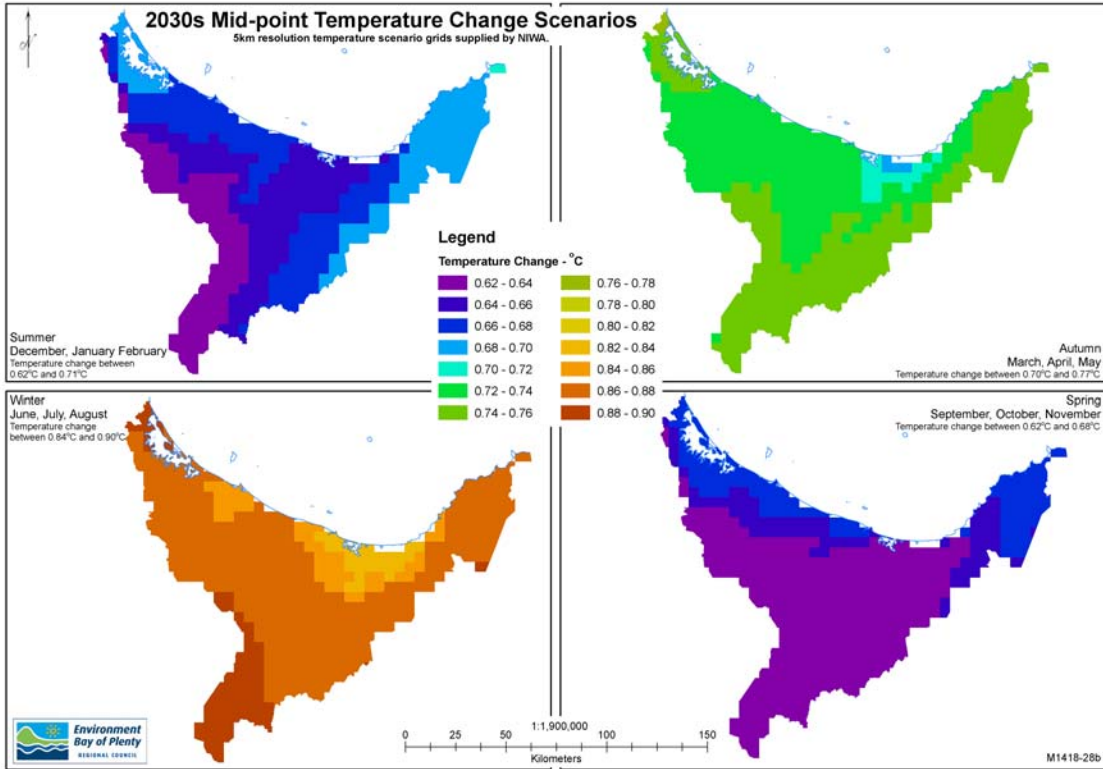 2030s Mid-point Temperature Change Scenarios
5km resolution temperature scenario grids supplied by NIWA.
N
Summer
December, January February
Temperature change between
0.62°C and 0.71°C
Autumn
March, April, May
Temperature change between 0.70°C and 0.77°C
Legend
Temperature Change - °C
0.62 - 0.64
0.64 - 0.66
0.66 - 0.68
0.68 - 0.70
0.70 - 0.72
0.72 - 0.74
0.74 - 0.76
0.76 - 0.78
0.78 - 0.80
0.80 - 0.82
0.82 - 0.84
0.84 - 0.86
0.86 - 0.88
0.88 - 0.90
Winter
June, July, August
Temperature change
between 0.84°C and 0.90°C
Spring
September, October, November
Temperature change between 0.62°C and 0.68°C
Environment
Bay of Plenty
REGIONAL COUNCIL
1:1,900,000
0 25 50 100 150
Kilometers
M1418-28b